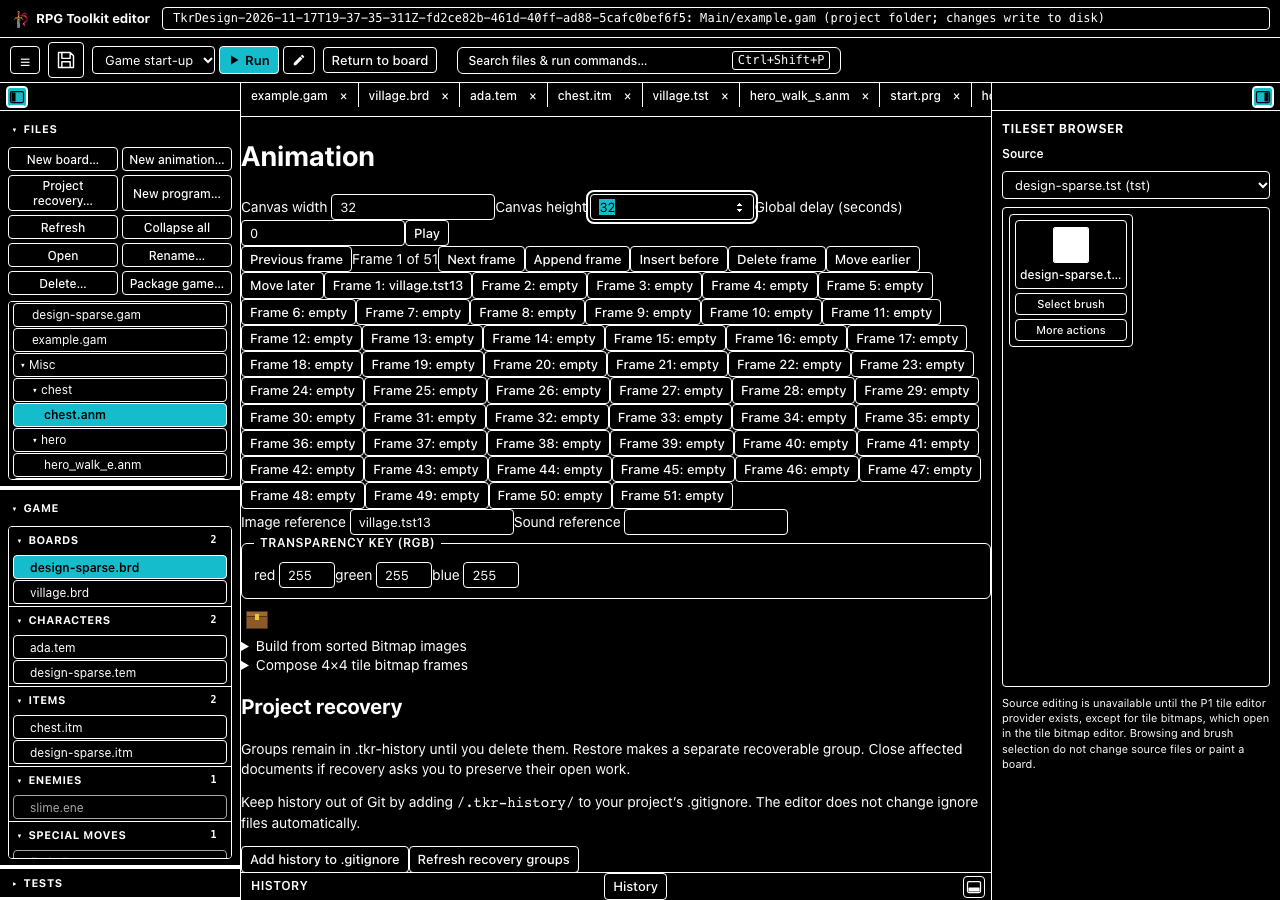 RPG Toolkit editor
TkrDesign-2026-11-17T19-37-35-311Z-fd2ce82b-461d-40ff-ad88-5cafc0bef6f5: Main/example.gam (project folder; changes write to disk)
Game start-up
Run
Return to board
Search files & run commands...
Ctrl+Shift+P
FILES
New board...
New animation...
Project recovery...
New program...
Refresh
Collapse all
Open
Rename...
Delete...
Package game...
design-sparse.gam
example.gam
Misc
chest
chest.anm
hero
hero_walk_e.anm
GAME
BOARDS 2
design-sparse.brd
village.brd
CHARACTERS 2
ada.tem
design-sparse.tem
ITEMS 2
chest.itm
design-sparse.itm
ENEMIES 1
slime.ene
SPECIAL MOVES 1
TESTS
example.gam × village.brd × ada.tem × chest.itm × village.tst × hero_walk_s.anm × start.prg ×
Animation
Canvas width 32 Canvas height 32 Global delay (seconds)
0 Play
Previous frame Frame 1 of 51 Next frame Append frame Insert before Delete frame Move earlier
Move later Frame 1: village.tst13 Frame 2: empty Frame 3: empty Frame 4: empty Frame 5: empty
Frame 6: empty Frame 7: empty Frame 8: empty Frame 9: empty Frame 10: empty Frame 11: empty
Frame 12: empty Frame 13: empty Frame 14: empty Frame 15: empty Frame 16: empty Frame 17: empty
Frame 18: empty Frame 19: empty Frame 20: empty Frame 21: empty Frame 22: empty Frame 23: empty
Frame 24: empty Frame 25: empty Frame 26: empty Frame 27: empty Frame 28: empty Frame 29: empty
Frame 30: empty Frame 31: empty Frame 32: empty Frame 33: empty Frame 34: empty Frame 35: empty
Frame 36: empty Frame 37: empty Frame 38: empty Frame 39: empty Frame 40: empty Frame 41: empty
Frame 42: empty Frame 43: empty Frame 44: empty Frame 45: empty Frame 46: empty Frame 47: empty
Frame 48: empty Frame 49: empty Frame 50: empty Frame 51: empty
Image reference village.tst13 Sound reference
TRANSPARENCY KEY (RGB)
red 255 green 255 blue 255
Build from sorted Bitmap images
Compose 4×4 tile bitmap frames
Project recovery
Groups remain in .tkr-history until you delete them. Restore makes a separate recoverable group. Close affected
documents if recovery asks you to preserve their open work.
Keep history out of Git by adding /.tkr-history/ to your project's .gitignore. The editor does not change ignore
files automatically.
Add history to .gitignore Refresh recovery groups
HISTORY History
TILESET BROWSER
Source
design-sparse.tst (tst)
design-sparse.t...
Select brush
More actions
Source editing is unavailable until the P1 tile editor
provider exists, except for tile bitmaps, which open
in the tile bitmap editor. Browsing and brush
selection do not change source files or paint a
board.